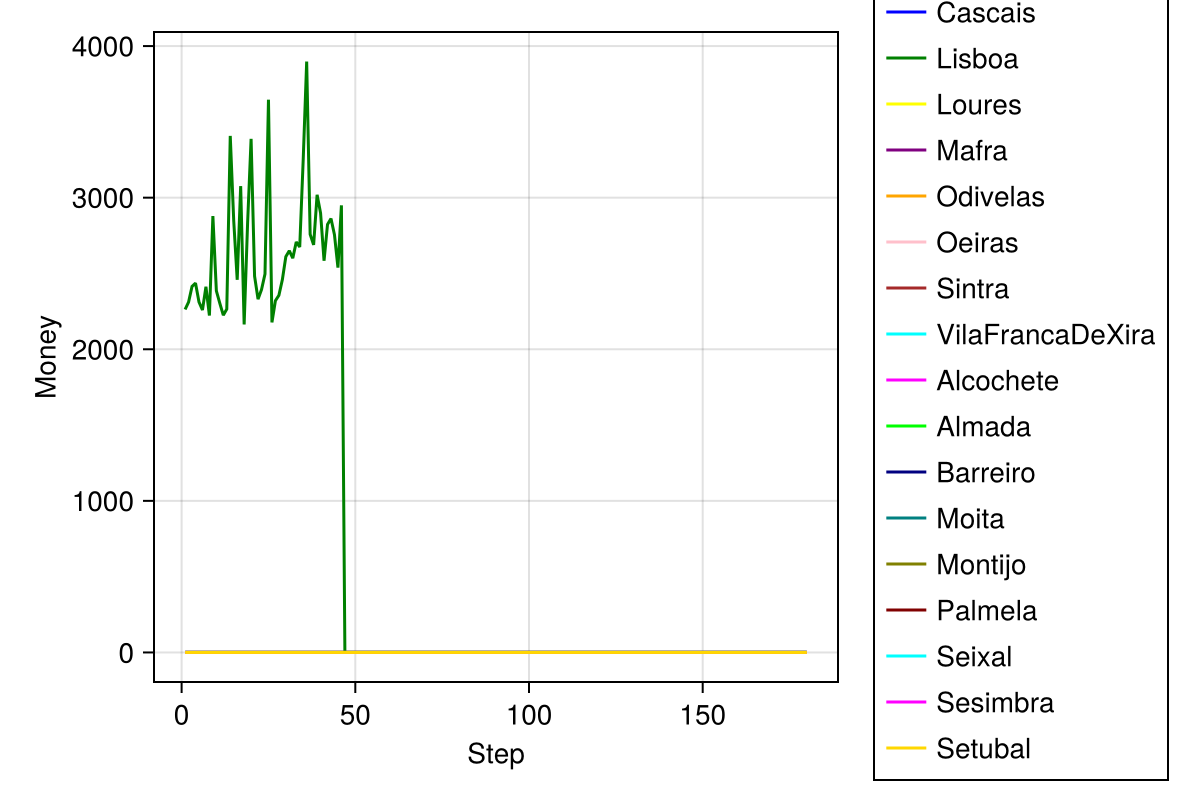 Money
4000
3000
2000
1000
0
0
50
100
150
Step
Cascais
Lisboa
Loures
Mafra
Odivelas
Oeiras
Sintra
VilaFrancaDeXira
Alcochete
Almada
Barreiro
Moita
Montijo
Palmela
Seixal
Sesimbra
Setubal